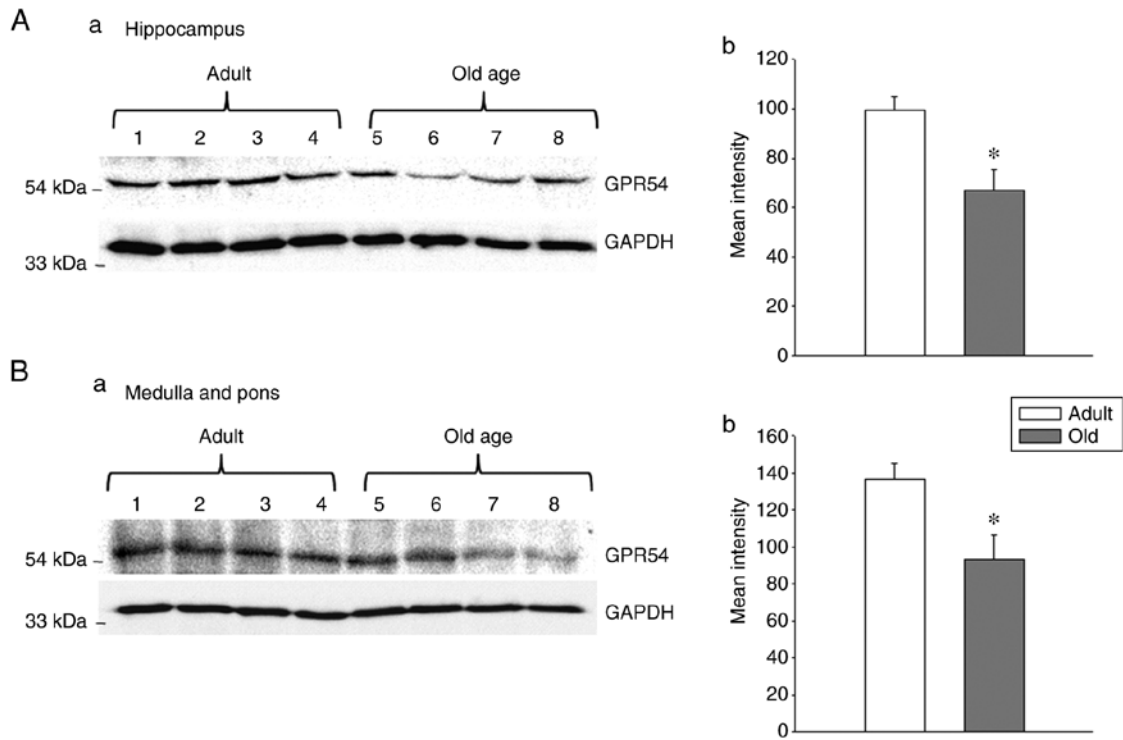 A
a Hippocampus
Adult Old age
1 2 3 4 5 6 7 8
54 kDa
GPR54
GAPDH
33 kDa
b
120
100
80
60
40
20
0
Mean intensity
*
B
a Medulla and pons
Adult Old age
1 2 3 4 5 6 7 8
54 kDa
GPR54
GAPDH
33 kDa
b
Adult
Old
160
140
120
100
80
60
40
20
0
Mean intensity
*